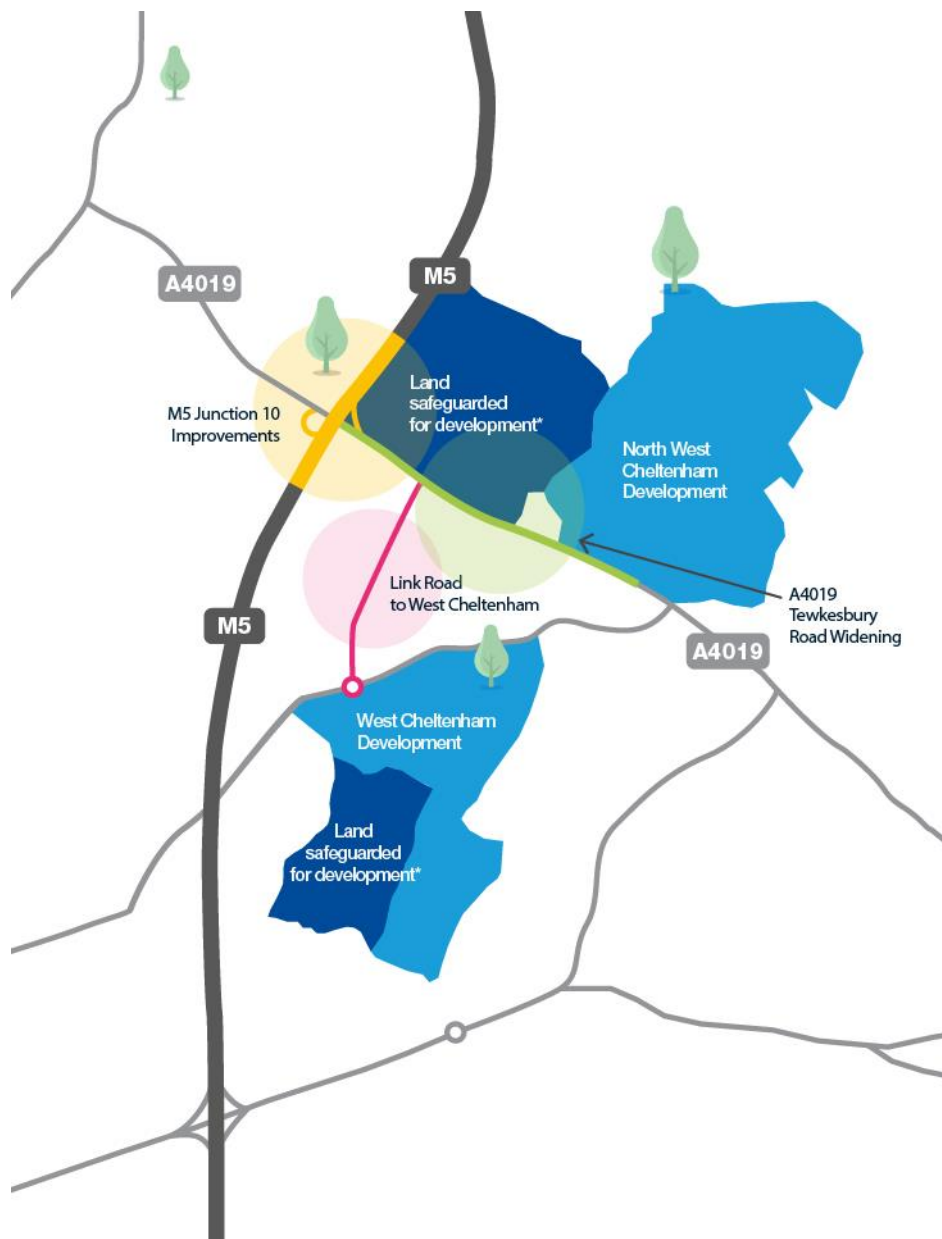 M5
A4019
Land
safeguarded
for development*
M5 Junction 10
Improvements
North West
Cheltenham
Development
Link Road
to West Cheltenham
A4019
Tewkesbury
Road Widening
M5
A4019
West Cheltenham
Development
Land
safeguarded
for development*